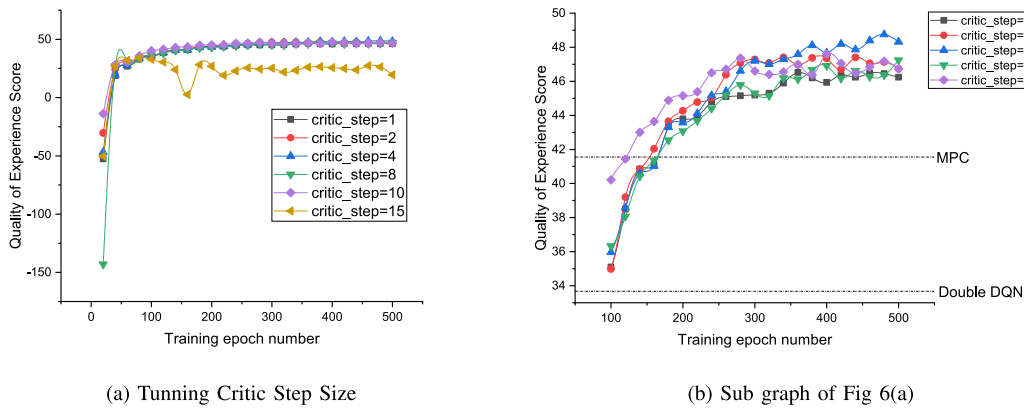 50
0
-50
-100
-150
Quality of Experience Score
0
100
200
300
400
500
Training epoch number
critic_step=1
critic_step=2
critic_step=4
critic_step=8
critic_step=10
critic_step=15
(a) Tunning Critic Step Size
50
48
46
44
42
40
38
36
34
Quality of Experience Score
100
200
300
400
500
Training epoch number
critic_step=
critic_step=
critic_step=
critic_step=
critic_step=
MPC
Double DQN
(b) Sub graph of Fig 6(a)